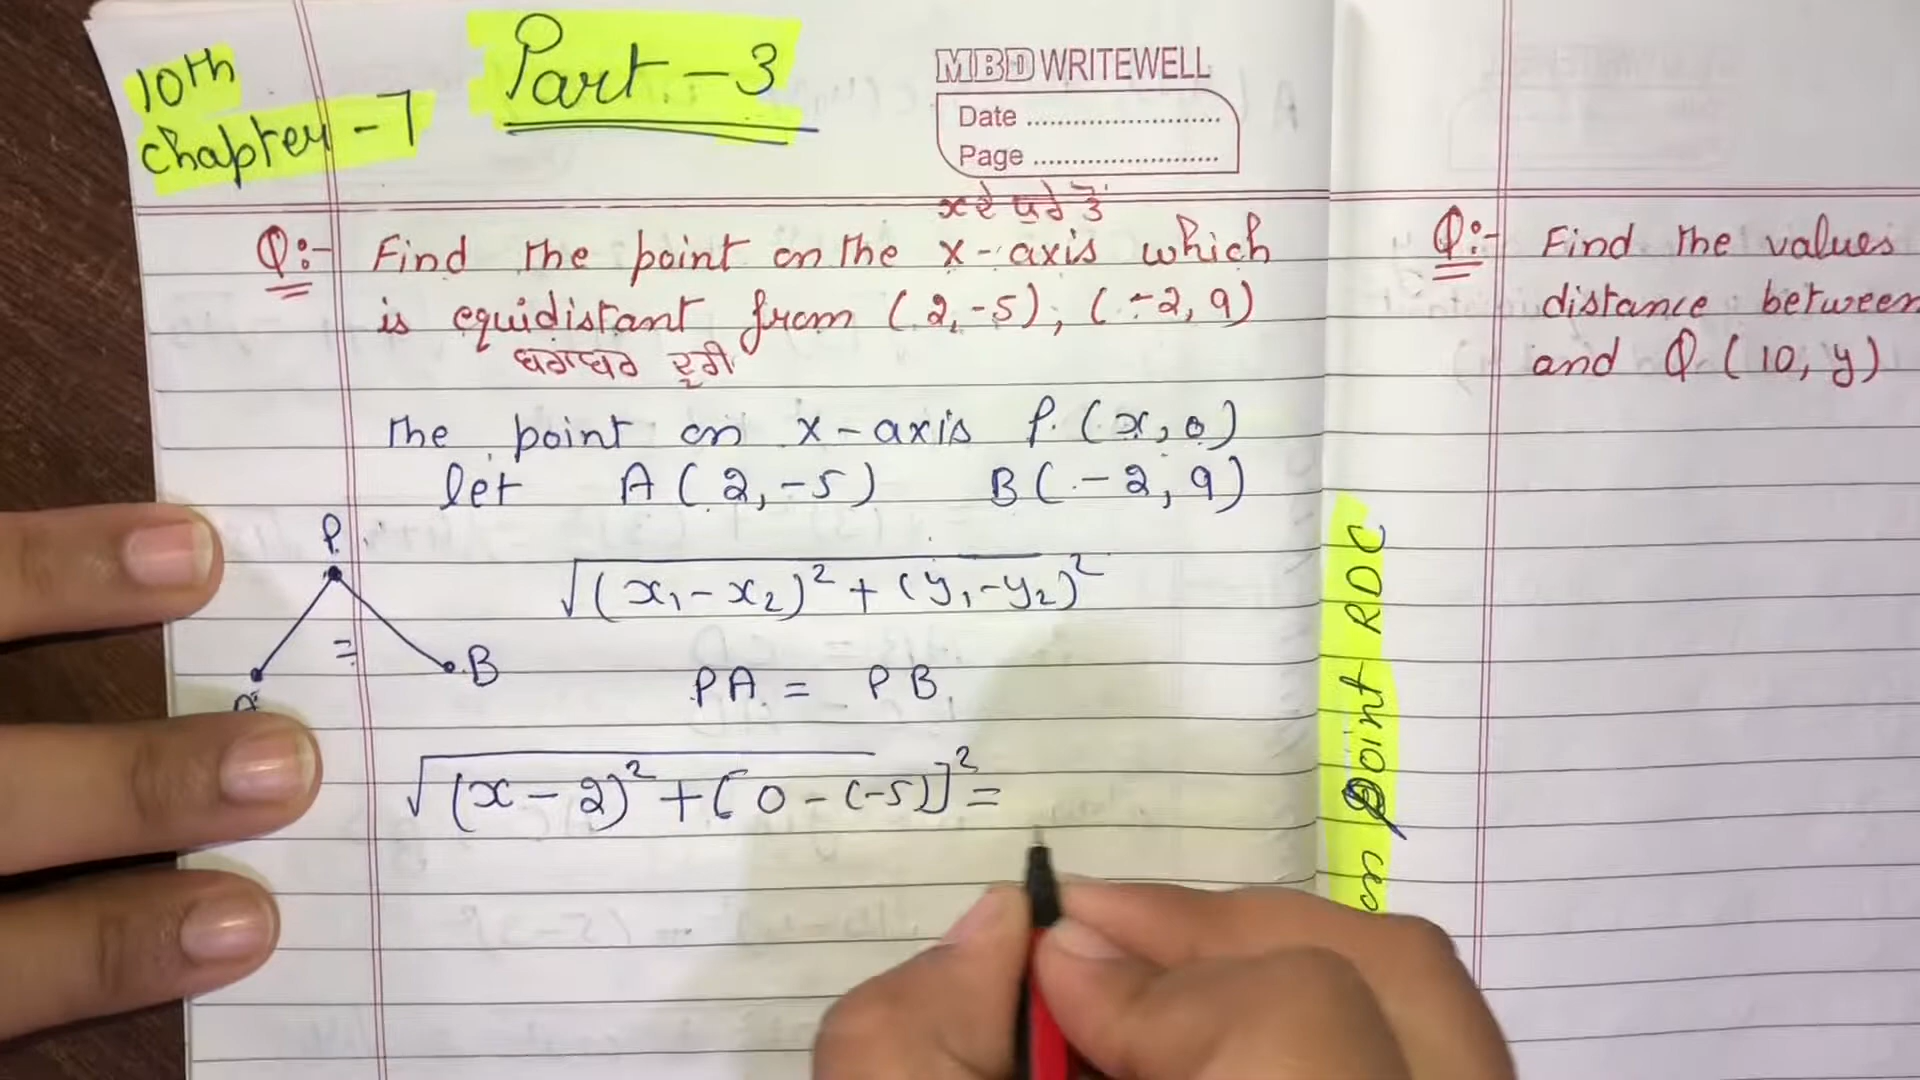 10th
Chapter - 7
Part - 3
MBD WRITEWELL
Date ........................
Page .......................
x ਦੇ ਧੁਰੇ ਤੇ
Q:- Find the point on the x-axis which
is equidistant from (2,-5), (-2, 9)
ਬਰਾਬਰ ਦੂਰੀ
The point on x-axis P. (x, 0)
let A (2, -5) B (-2, 9)
√(x₁-x₂)² + (y₁-y₂)²
P.
A
B
=
PA = PB
√(x - 2)² + [0 - (-5)]² =
Q:- Find the values
distance between
and Q (10, y)